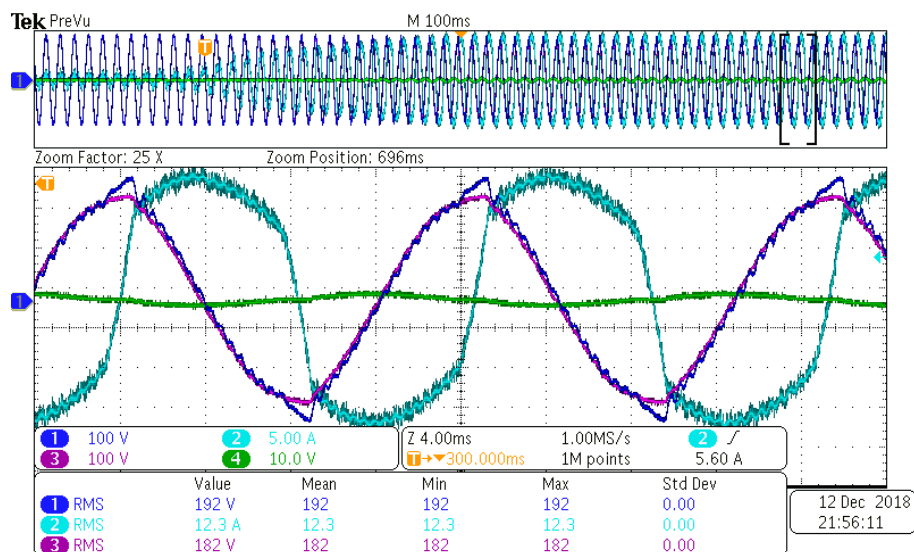 Tek PreVu M 100ms
T
1
Zoom Factor: 25 X Zoom Position: 696ms
T
1
1 100 V 2 5.00 A Z 4.00ms 1.00MS/s 2
3 100 V 4 10.0 V T→▼300.000ms 1M points 5.60 A
Value Mean Min Max Std Dev
1 RMS 192 V 192 192 192 0.00
2 RMS 12.3 A 12.3 12.3 12.3 0.00
3 RMS 182 V 182 182 182 0.00
12 Dec 2018
21:56:11